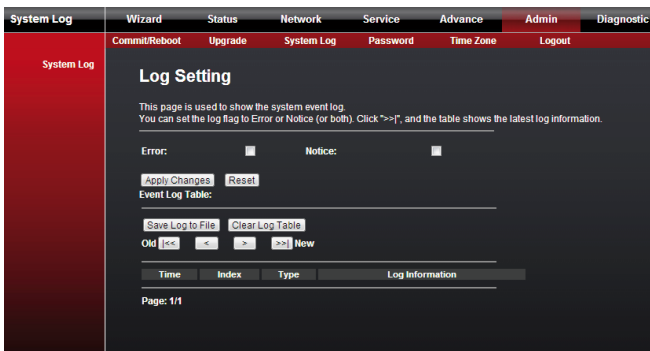 System Log Wizard Status Network Service Advance Admin Diagnostic
Commit/Reboot Upgrade System Log Password Time Zone Logout
System Log
Log Setting
This page is used to show the system event log.
You can set the log flag to Error or Notice (or both). Click ">>|", and the table shows the latest log information.
Error: Notice:
Apply Changes Reset
Event Log Table:
Save Log to File Clear Log Table
Old |<< < > >>| New
Time Index Type Log Information
Page: 1/1